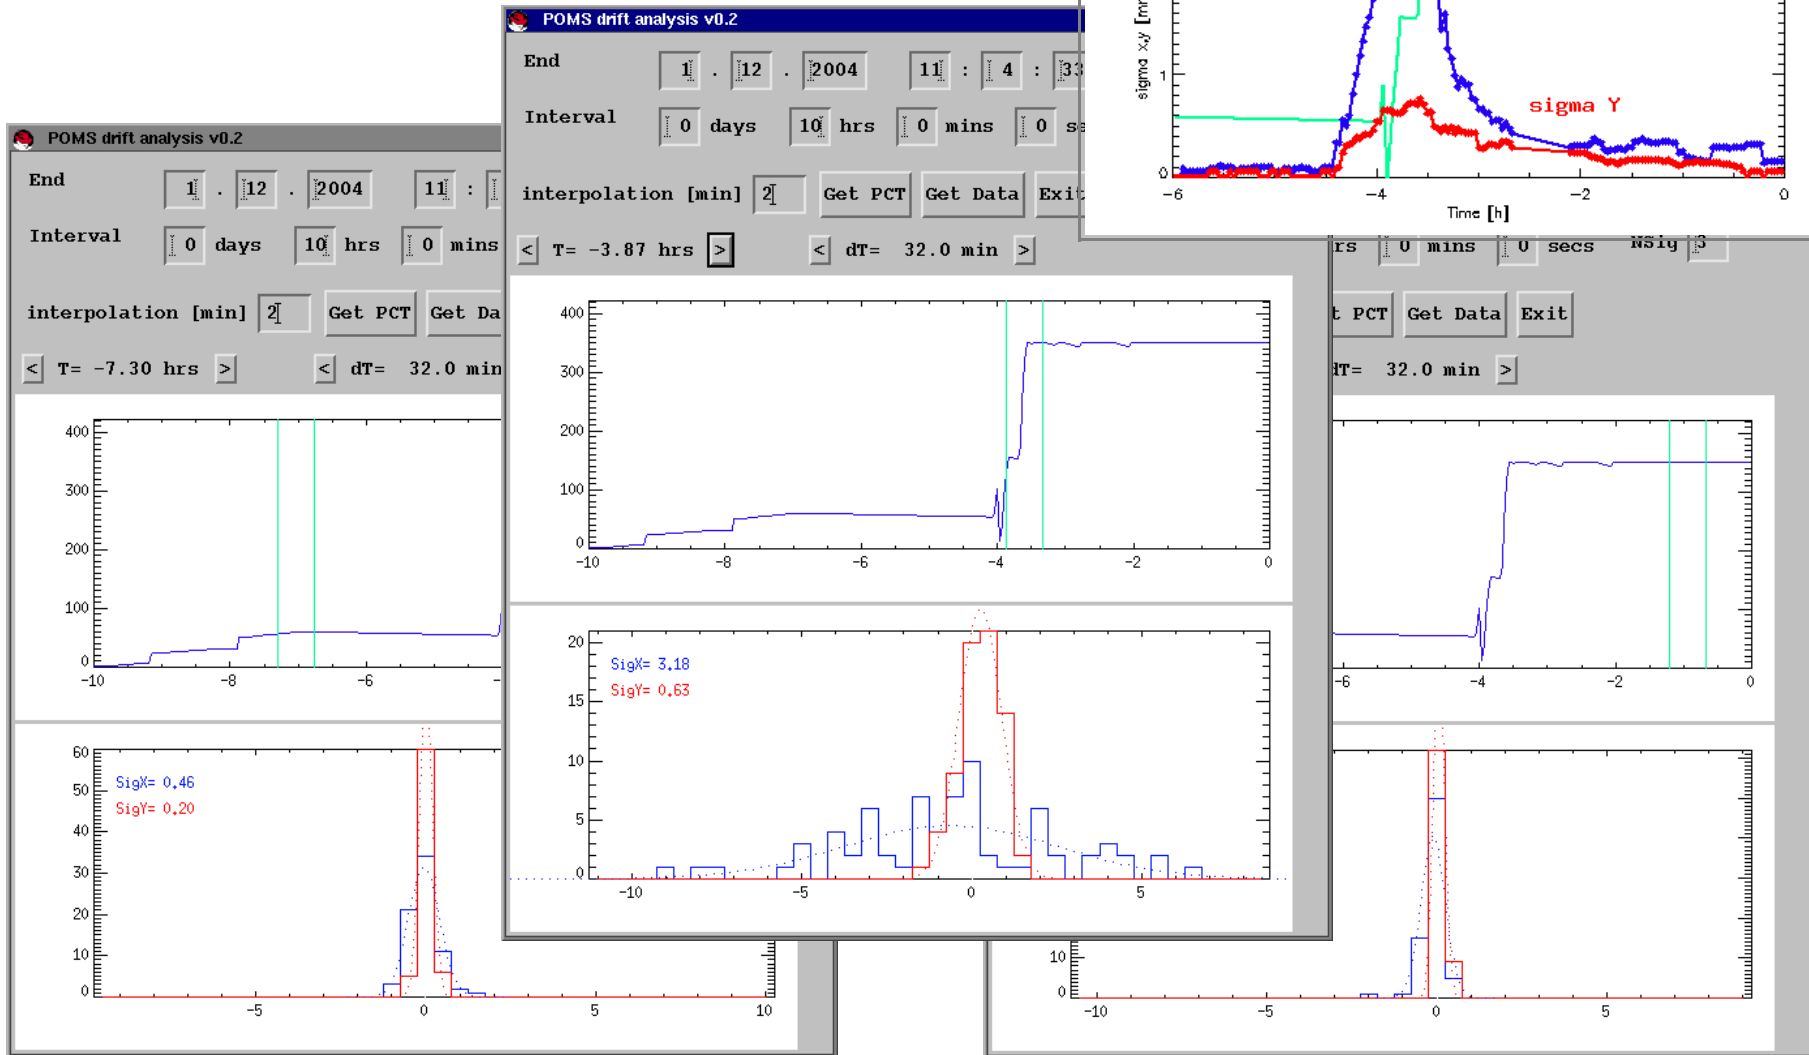 POMS drift analysis v0.2
End 1 . 12 . 2004 11 :
Interval 0 days 10 hrs 0 mins
interpolation [min] 2 Get PCT Get Da
< T= -7.30 hrs > < dT= 32.0 min
400
300
200
100
0
-10 -8 -6
60
50
40
30
20
10
0
SigX= 0.46
SigY= 0.20
-5 0 5 10
POMS drift analysis v0.2
End 1 . 12 . 2004 11 : 4 : 33
Interval 0 days 10 hrs 0 mins 0 se
interpolation [min] 2 Get PCT Get Data Exit
< T= -3.87 hrs > < dT= 32.0 min >
400
300
200
100
0
-10 -8 -6 -4 -2 0
20
15
10
5
0
SigX= 3.18
SigY= 0.63
-10 -5 0 5
sigma x,y [m
1
0
sigma Y
-6 -4 -2 0
Time [h]
rs 0 mins 0 secs NSig 3
t PCT Get Data Exit
dT= 32.0 min >
-6 -4 -2 0
10
0
-10 -5 0 5